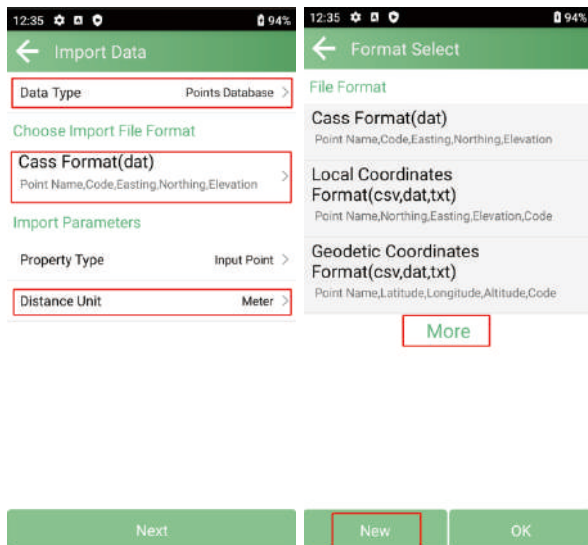 12:35
94%
Import Data
Data Type Points Database
Choose Import File Format
Cass Format(dat)
Point Name,Code,Easting,Northing,Elevation
Import Parameters
Property Type Input Point
Distance Unit Meter
Next
12:35
94%
Format Select
File Format
Cass Format(dat)
Point Name,Code,Easting,Northing,Elevation
Local Coordinates
Format(csv,dat,txt)
Point Name,Northing,Easting,Elevation,Code
Geodetic Coordinates
Format(csv,dat,txt)
Point Name,Latitude,Longitude,Altitude,Code
More
New OK